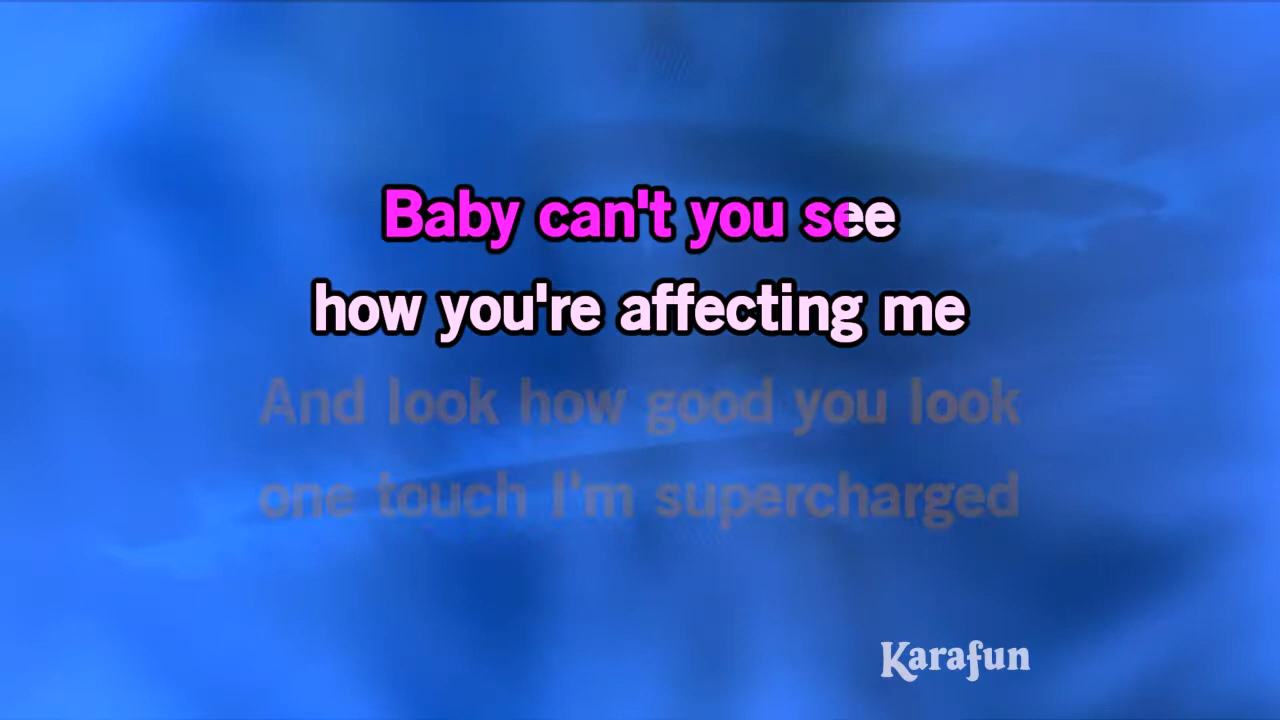 Baby can't you see
how you're affecting me
And look how good you look
one touch I'm supercharged
Karafun